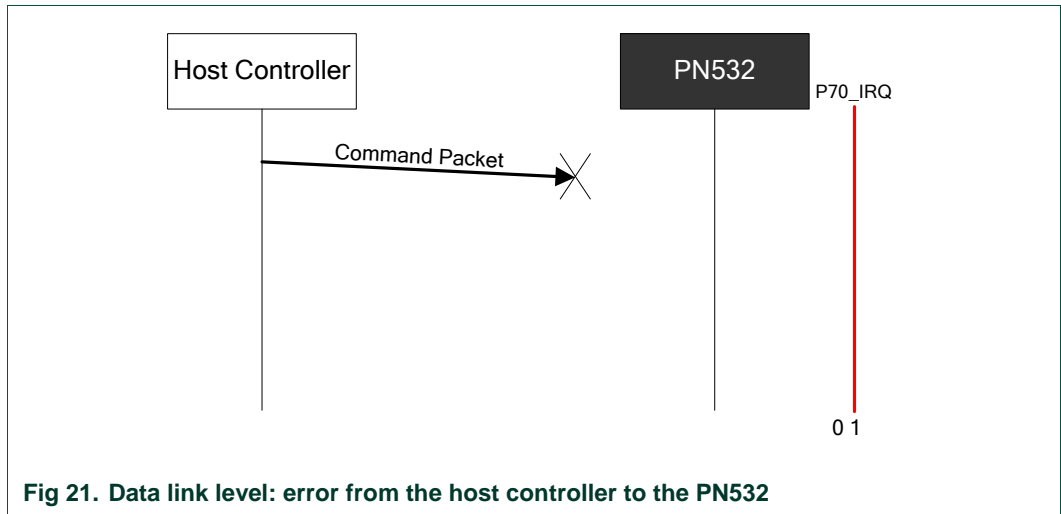 Host Controller
PN532
P70_IRQ
Command Packet
0 1
Fig 21. Data link level: error from the host controller to the PN532